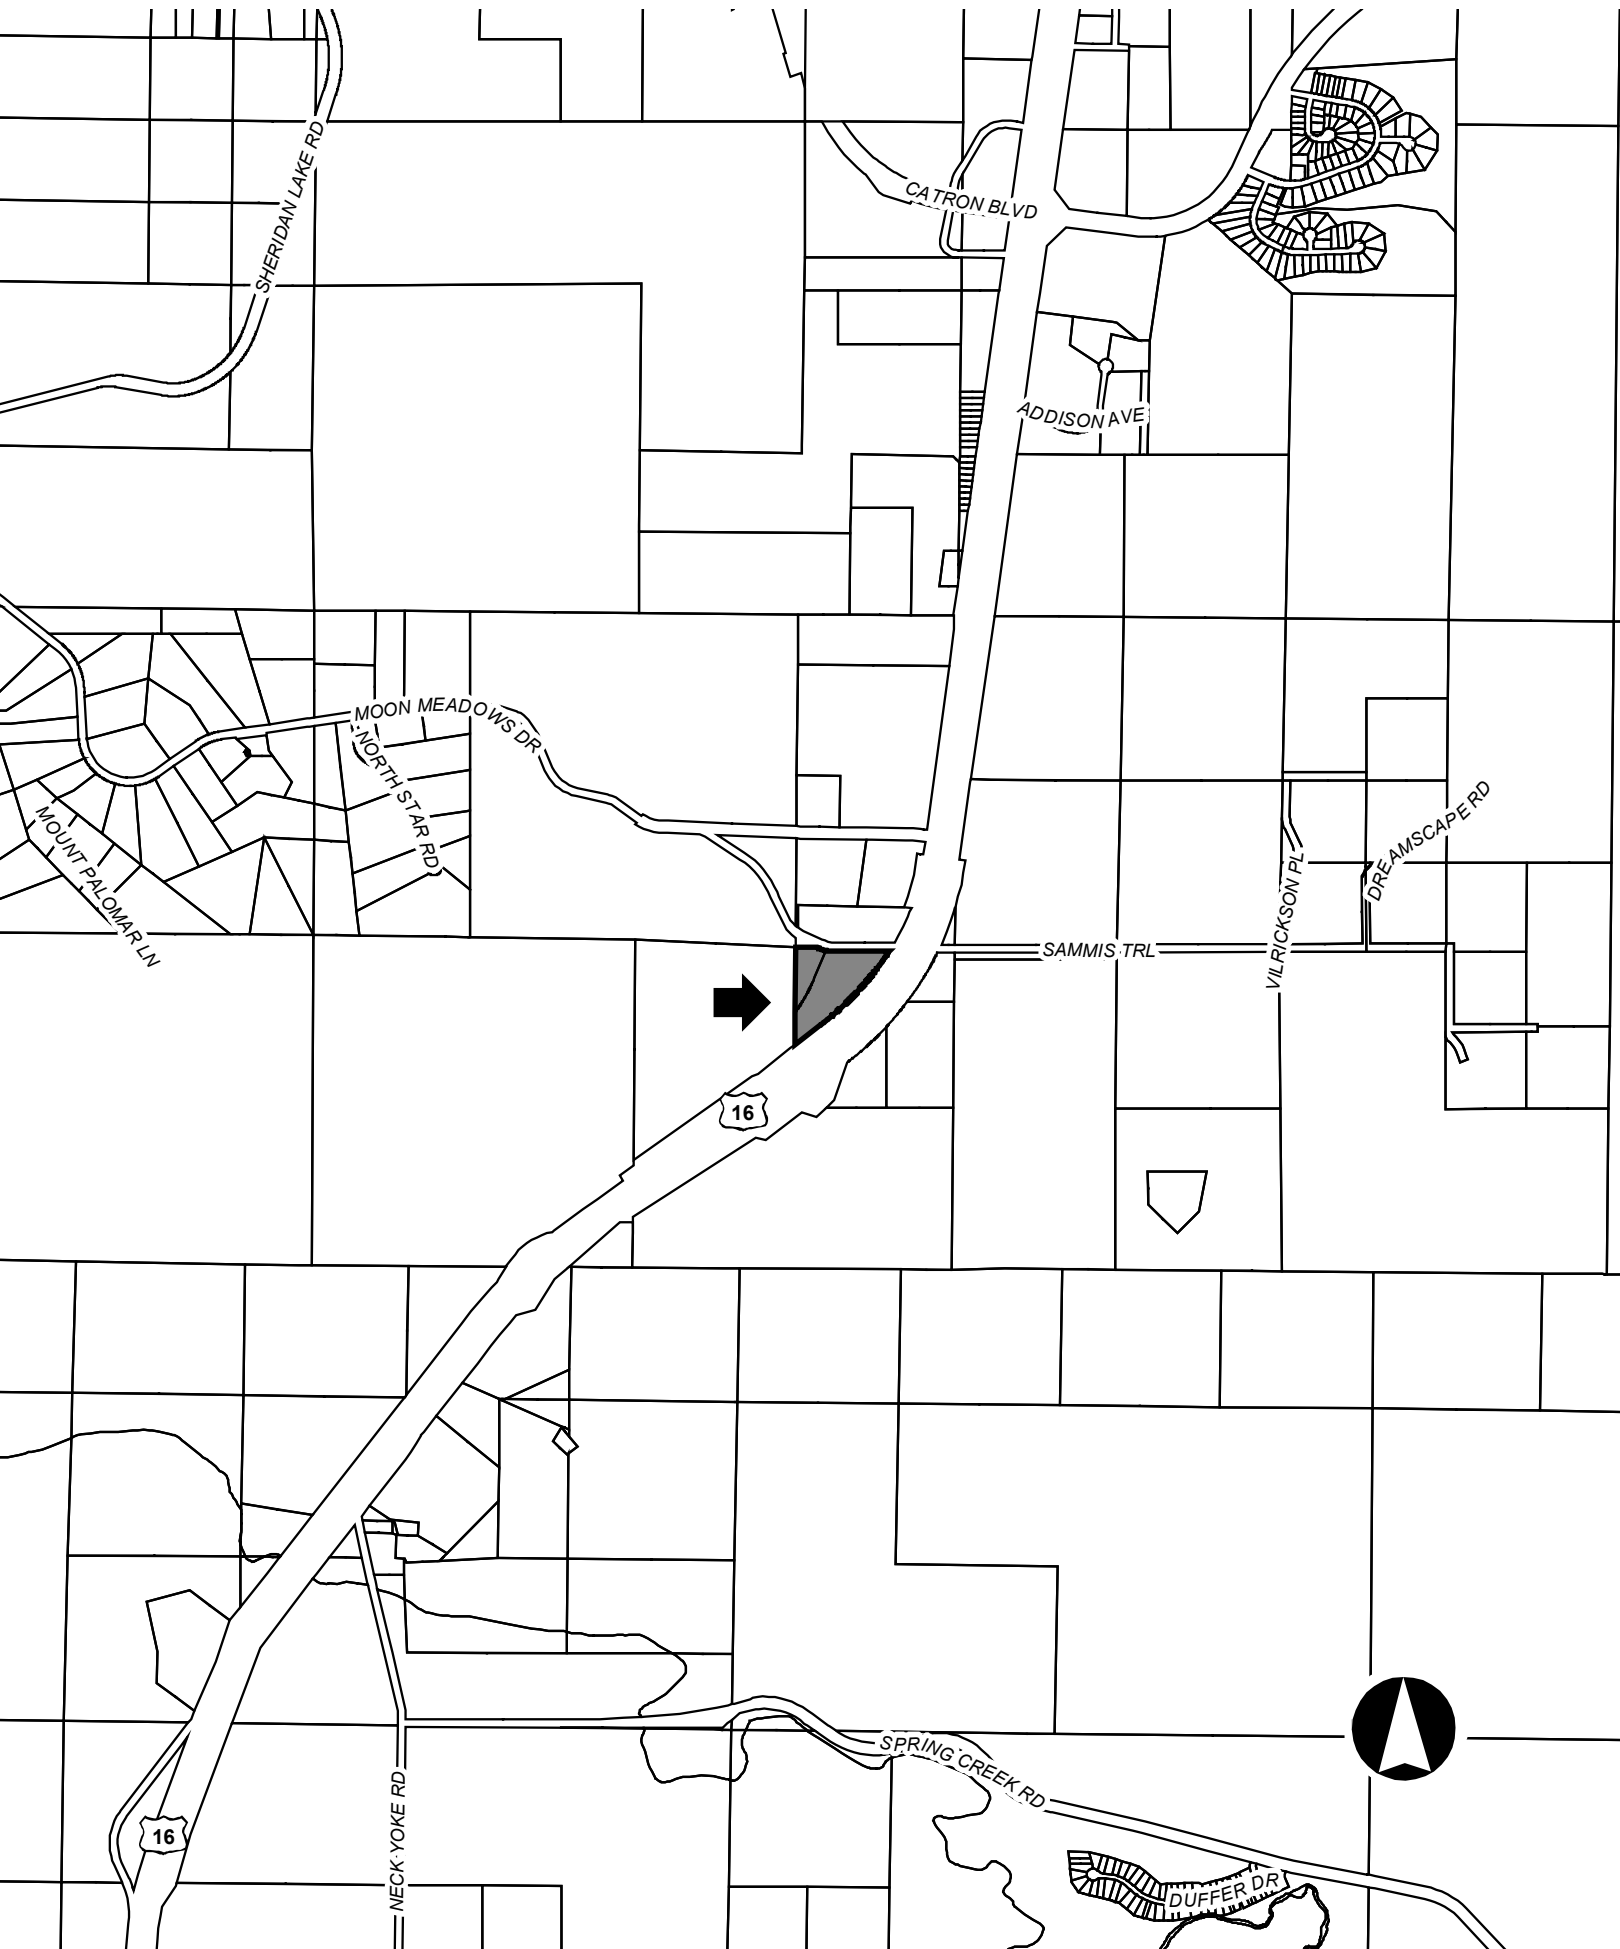 SHERIDAN LAKE RD
CATRON BLVD
ADDISON AVE
MOON MEADOWS DR
NORTH STAR RD
MOUNT PALOMAR LN
DREAMSCAPE RD
VILRICKSON PL
SAMMIS TRL
16
SPRING CREEK RD
NECK YOKE RD
16
DUFFER DR